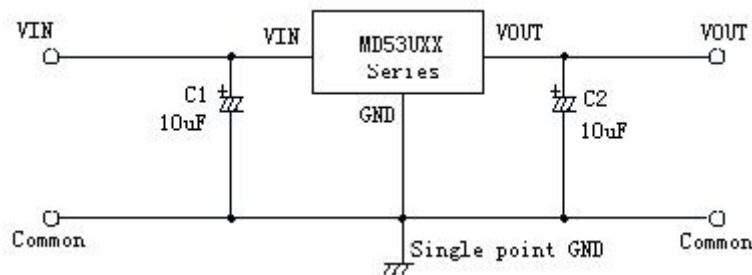 VIN
VIN
MD53UXX
Series
VOUT
VOUT
C1
10uF
GND
C2
10uF
Common
Single point GND
Common